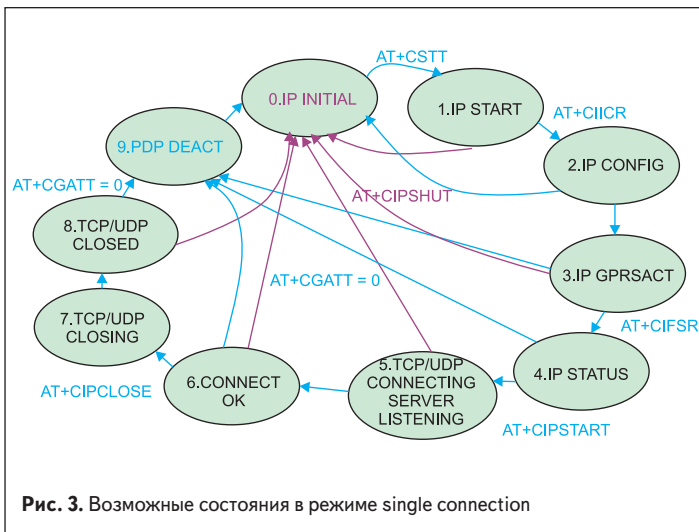 AT+CSTT
0.IP INITIAL
1.IP START
AT+CIICR
9.PDP DEACT
2.IP CONFIG
AT+CGATT = 0
AT+CIPSHUT
8.TCP/UDP
CLOSED
3.IP GPRSACT
AT+CGATT = 0
AT+CIFSR
7.TCP/UDP
CLOSING
4.IP STATUS
5.TCP/UDP
CONNECTING
SERVER
LISTENING
6.CONNECT
OK
AT+CIPCLOSE
AT+CIPSTART
Рис. 3. Возможные состояния в режиме single connection